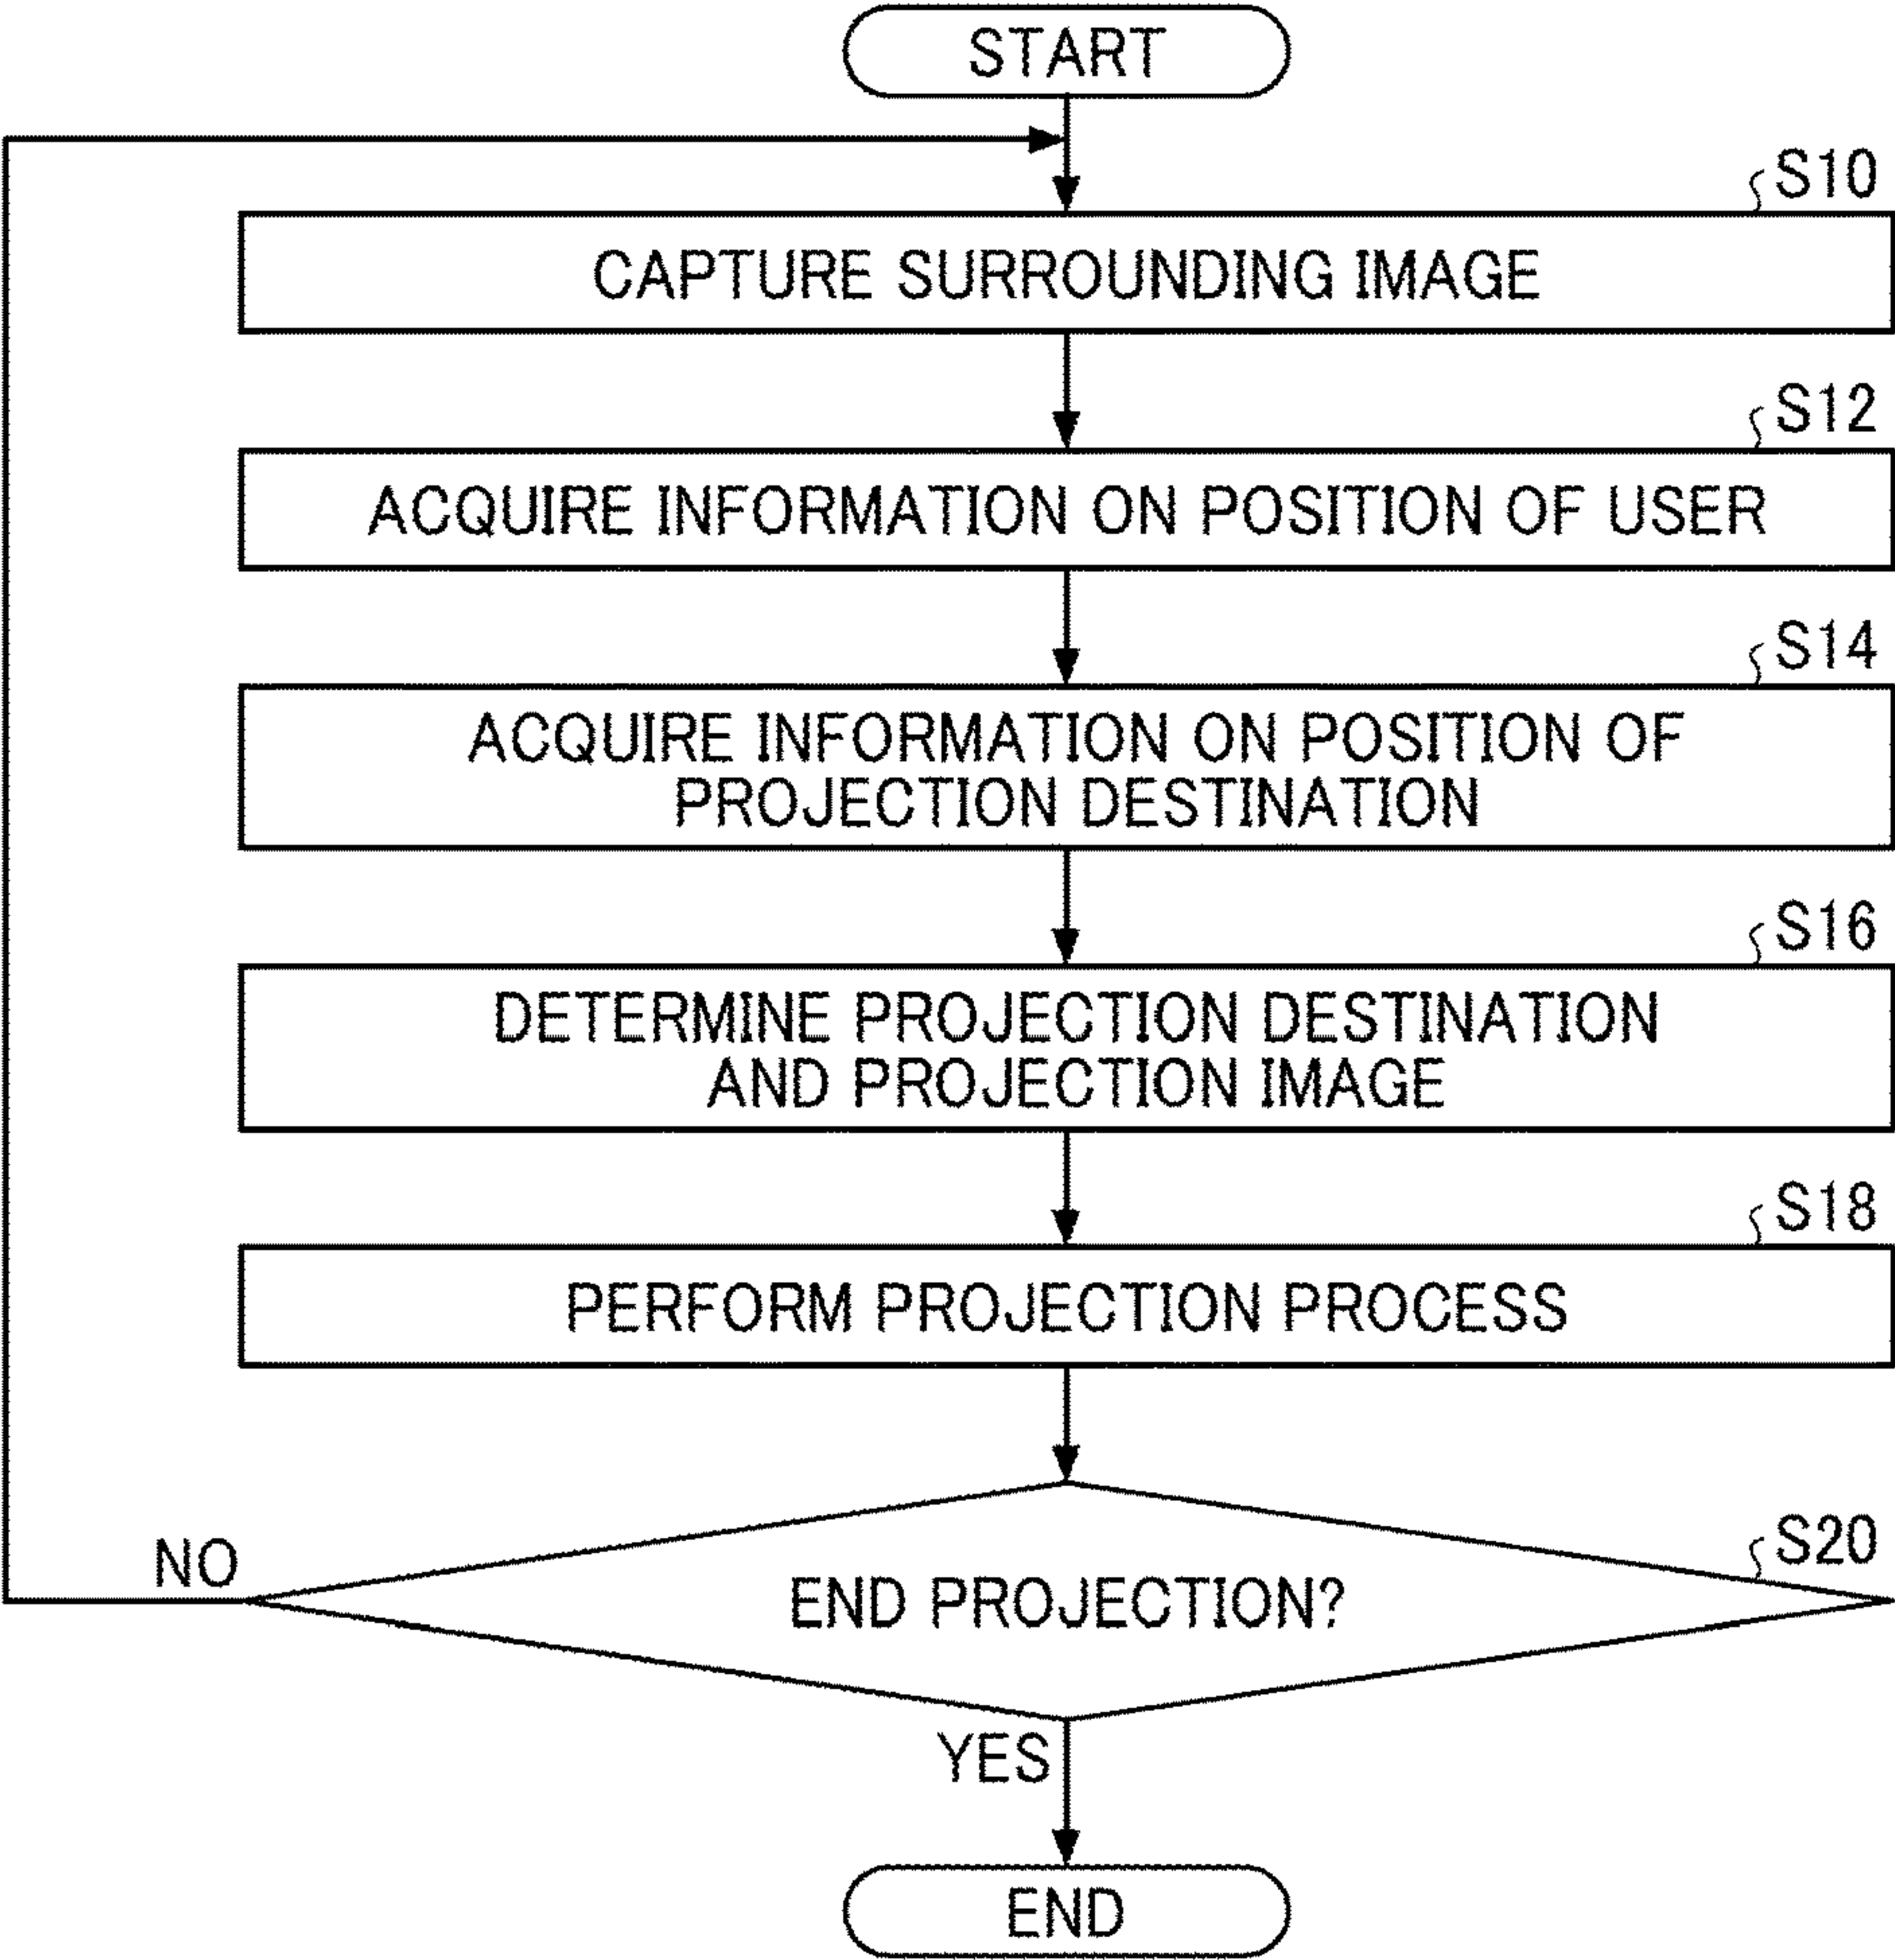 START
S10
CAPTURE SURROUNDING IMAGE
S12
ACQUIRE INFORMATION ON POSITION OF USER
S14
ACQUIRE INFORMATION ON POSITION OF
PROJECTION DESTINATION
S16
DETERMINE PROJECTION DESTINATION
AND PROJECTION IMAGE
S18
PERFORM PROJECTION PROCESS
S20
NO
END PROJECTION?
YES
END